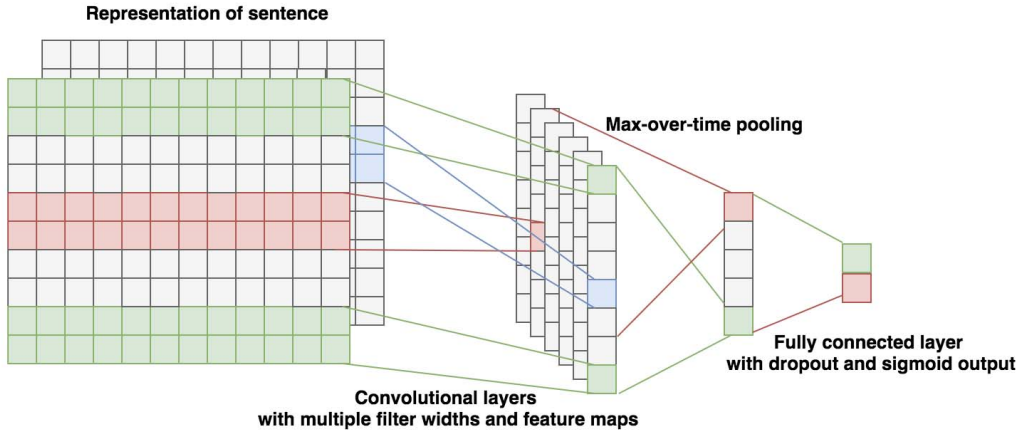 Representation of sentence
Max-over-time pooling
Fully connected layer
with dropout and sigmoid output
Convolutional layers
with multiple filter widths and feature maps